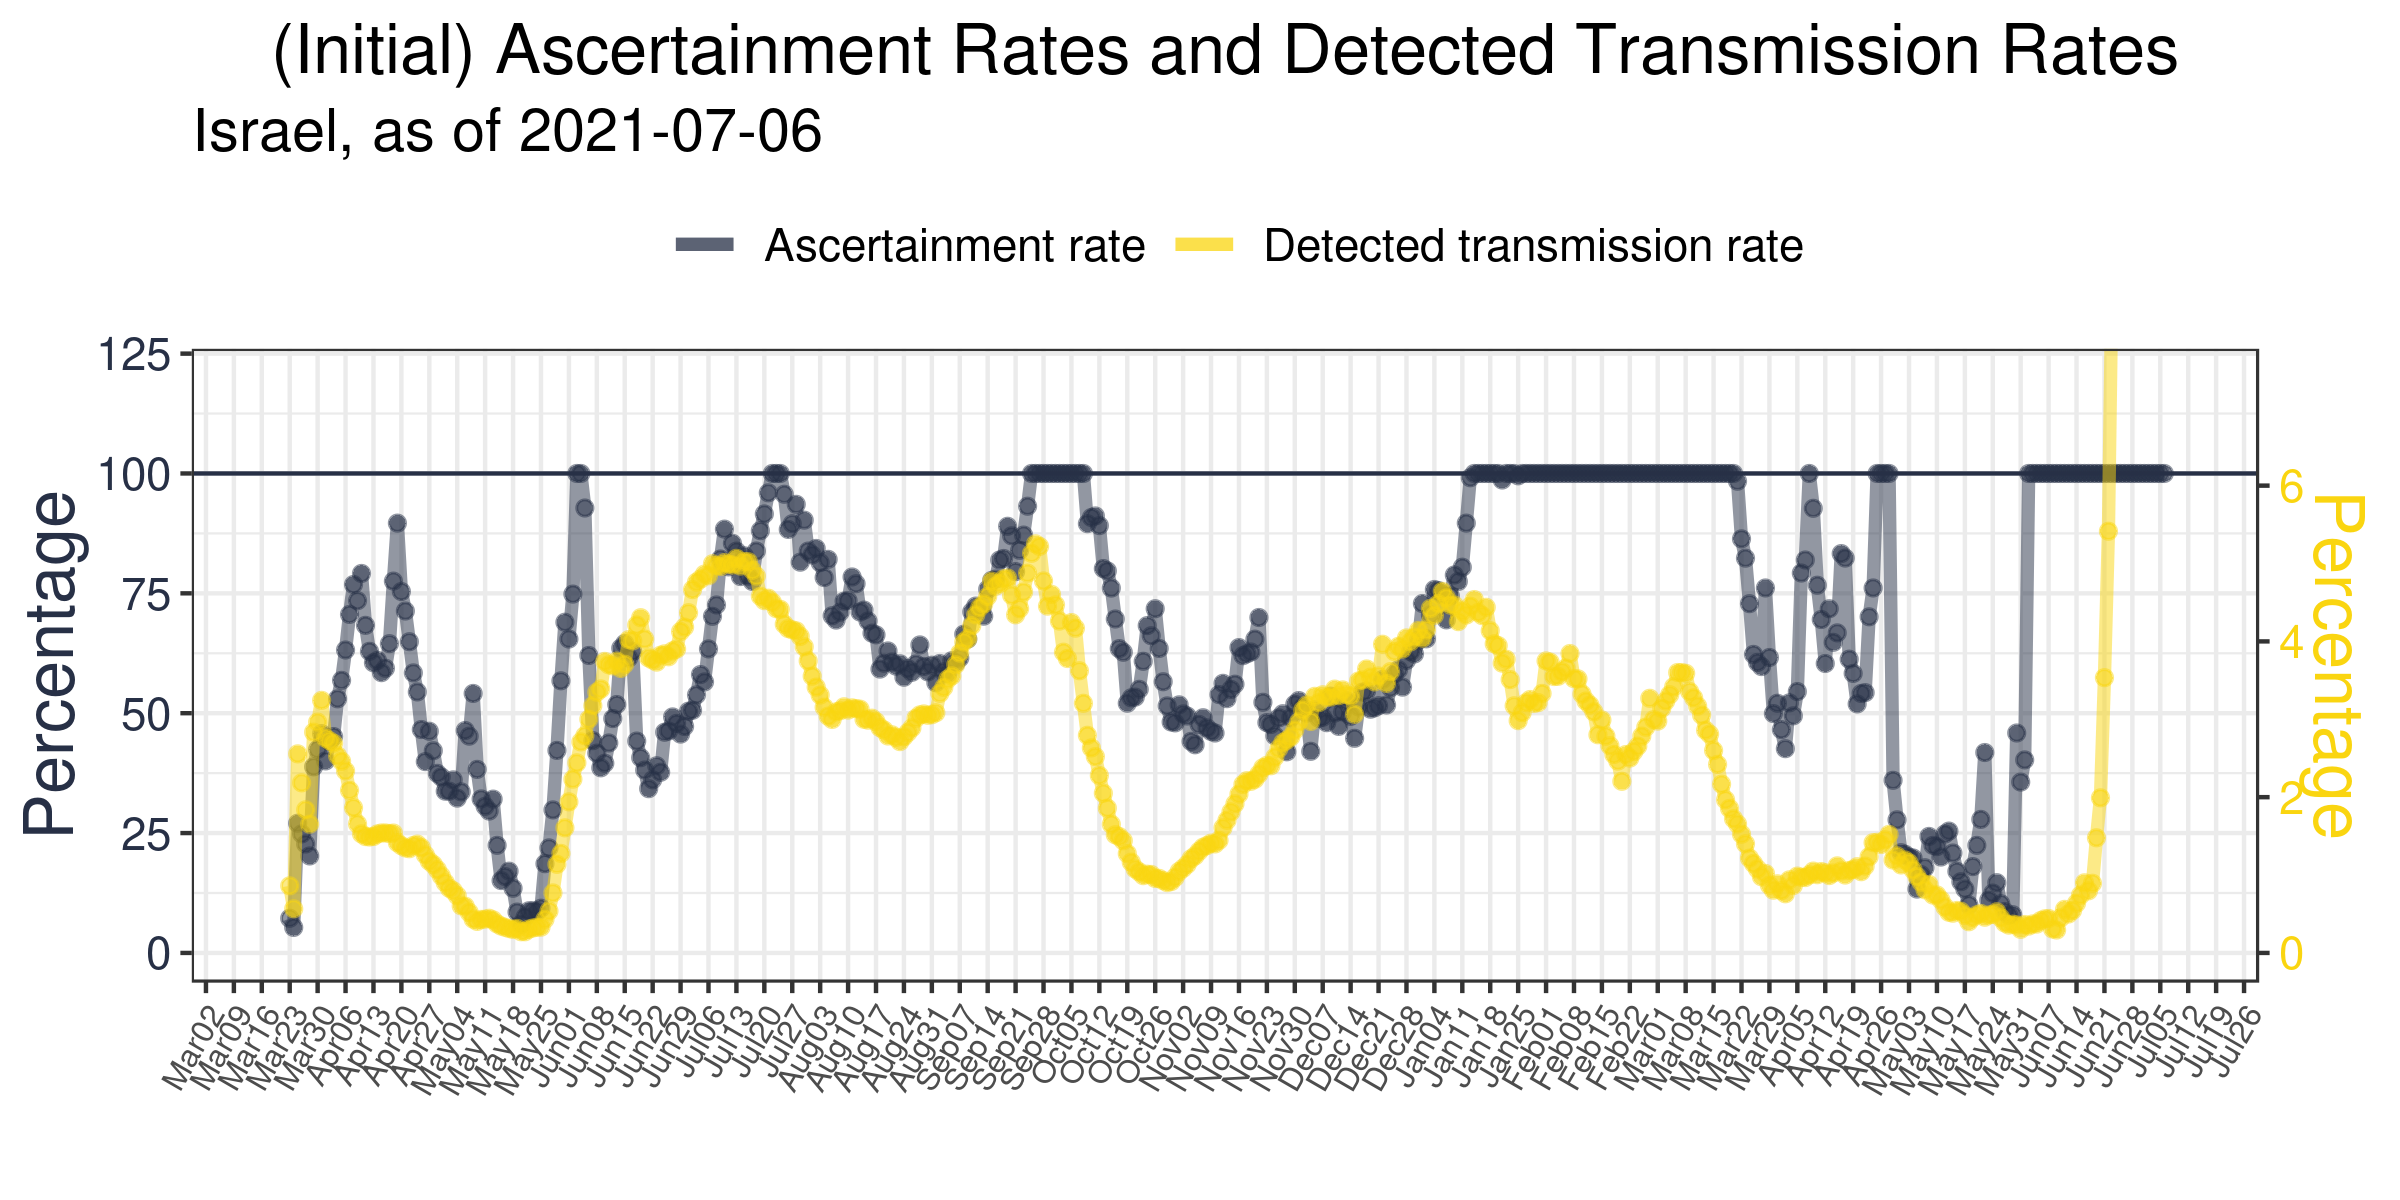 (Initial) Ascertainment Rates and Detected Transmission Rates
Israel, as of 2021-07-06
Ascertainment rate
Detected transmission rate
Percentage
125
100
75
50
25
0
6
4
2
0
Percentage
Mar02
Mar09
Mar16
Mar23
Mar30
Apr06
Apr13
Apr20
Apr27
May04
May11
May18
May25
Jun01
Jun08
Jun15
Jun22
Jun29
Jul06
Jul13
Jul20
Jul27
Aug03
Aug10
Aug17
Aug24
Aug31
Sep07
Sep14
Sep21
Sep28
Oct05
Oct12
Oct19
Oct26
Nov02
Nov09
Nov16
Nov23
Nov30
Dec07
Dec14
Dec21
Dec28
Jan04
Jan11
Jan18
Jan25
Feb01
Feb08
Feb15
Feb22
Mar01
Mar08
Mar15
Mar22
Mar29
Apr05
Apr12
Apr19
Apr26
May03
May10
May17
May24
May31
Jun07
Jun14
Jun21
Jun28
Jul05
Jul12
Jul19
Jul26